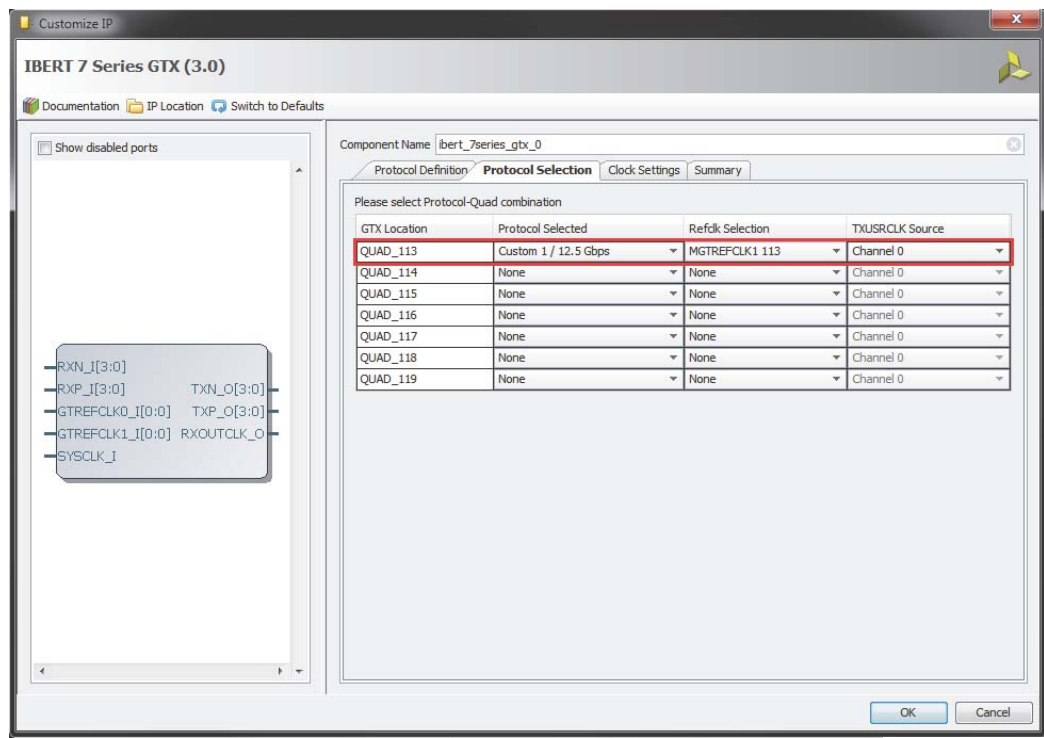 Customize IP
IBERT 7 Series GTX (3.0)
Documentation IP Location Switch to Defaults
Show disabled ports
RXN_I[3:0]
RXP_I[3:0] TXN_O[3:0]
GTREFCLK0_I[0:0] TXP_O[3:0]
GTREFCLK1_I[0:0] RXOUTCLK_O
SYSCLK_I
Component Name ibert_7series_gtx_0
Protocol Definition Protocol Selection Clock Settings Summary
Please select Protocol-Quad combination
GTX Location Protocol Selected Refclk Selection TXUSRCLK Source
QUAD_113 Custom 1 / 12.5 Gbps MGTREFCLK1 113 Channel 0
QUAD_114 None None Channel 0
QUAD_115 None None Channel 0
QUAD_116 None None Channel 0
QUAD_117 None None Channel 0
QUAD_118 None None Channel 0
QUAD_119 None None Channel 0
OK Cancel